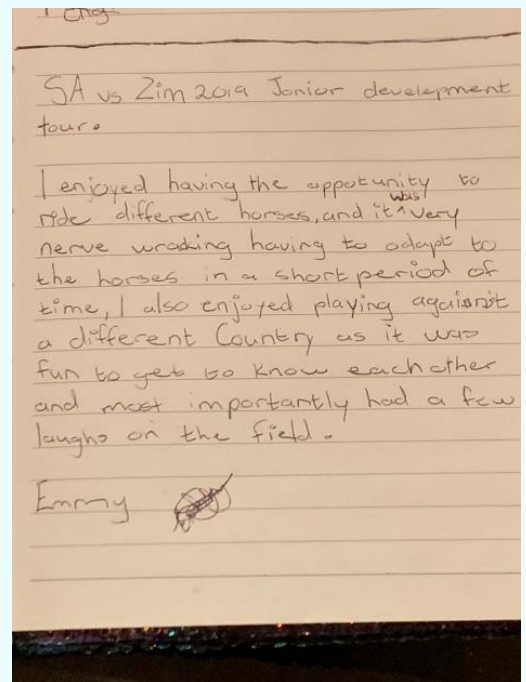 SA vs Zim 2019 Junior development
tour.
I enjoyed having the oppotunity to
ride different horses, and it was very
nerve wracking having to adapt to
the horses in a short period of
time, I also enjoyed playing against
a different Country as it was
fun to get to know eachother
and most importantly had a few
laughs on the field.
Emmy